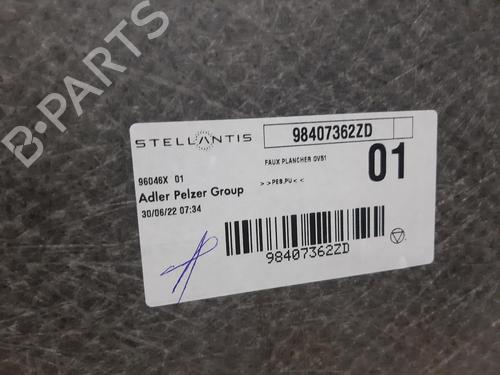 B-PARTS
STELLANTIS
98407362ZD
FAUX PLANCHER OV51
01
96046X 01
>>PEB,PU<<
Adler Pelzer Group
30/06/22 07:34
98407362ZD